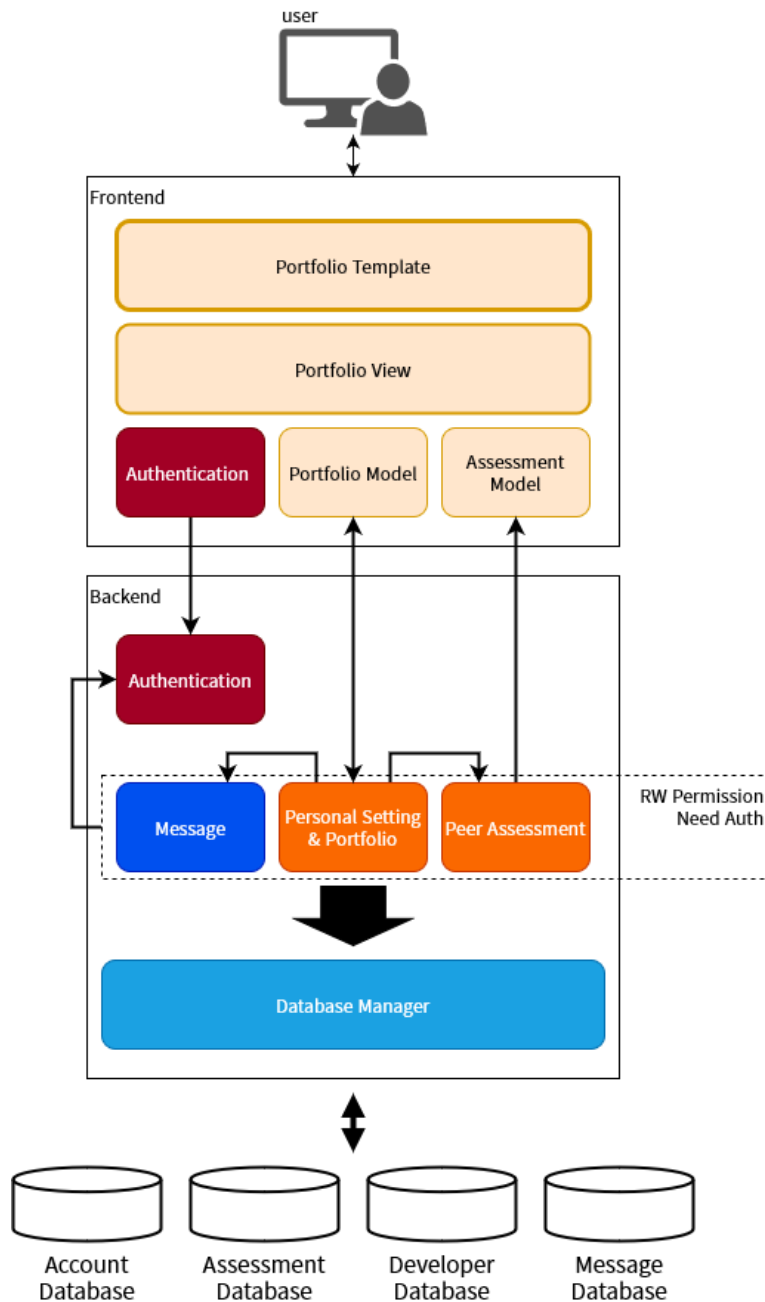 user
Frontend
Portfolio Template
Portfolio View
Authentication
Portfolio Model
Assessment
Model
Backend
Authentication
RW Permission
Need Auth
Message
Personal Setting
& Portfolio
Peer Assessment
Database Manager
Account
Database
Assessment
Database
Developer
Database
Message
Database